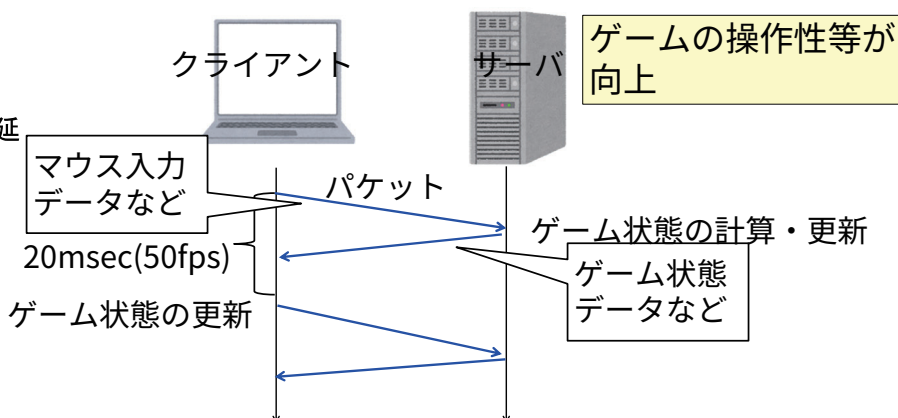 ゲームの操作性等が
向上
クライアント
サーバ
延
マウス入力
データなど
パケット
ゲーム状態の計算・更新
20msec(50fps)
ゲーム状態
データなど
ゲーム状態の更新